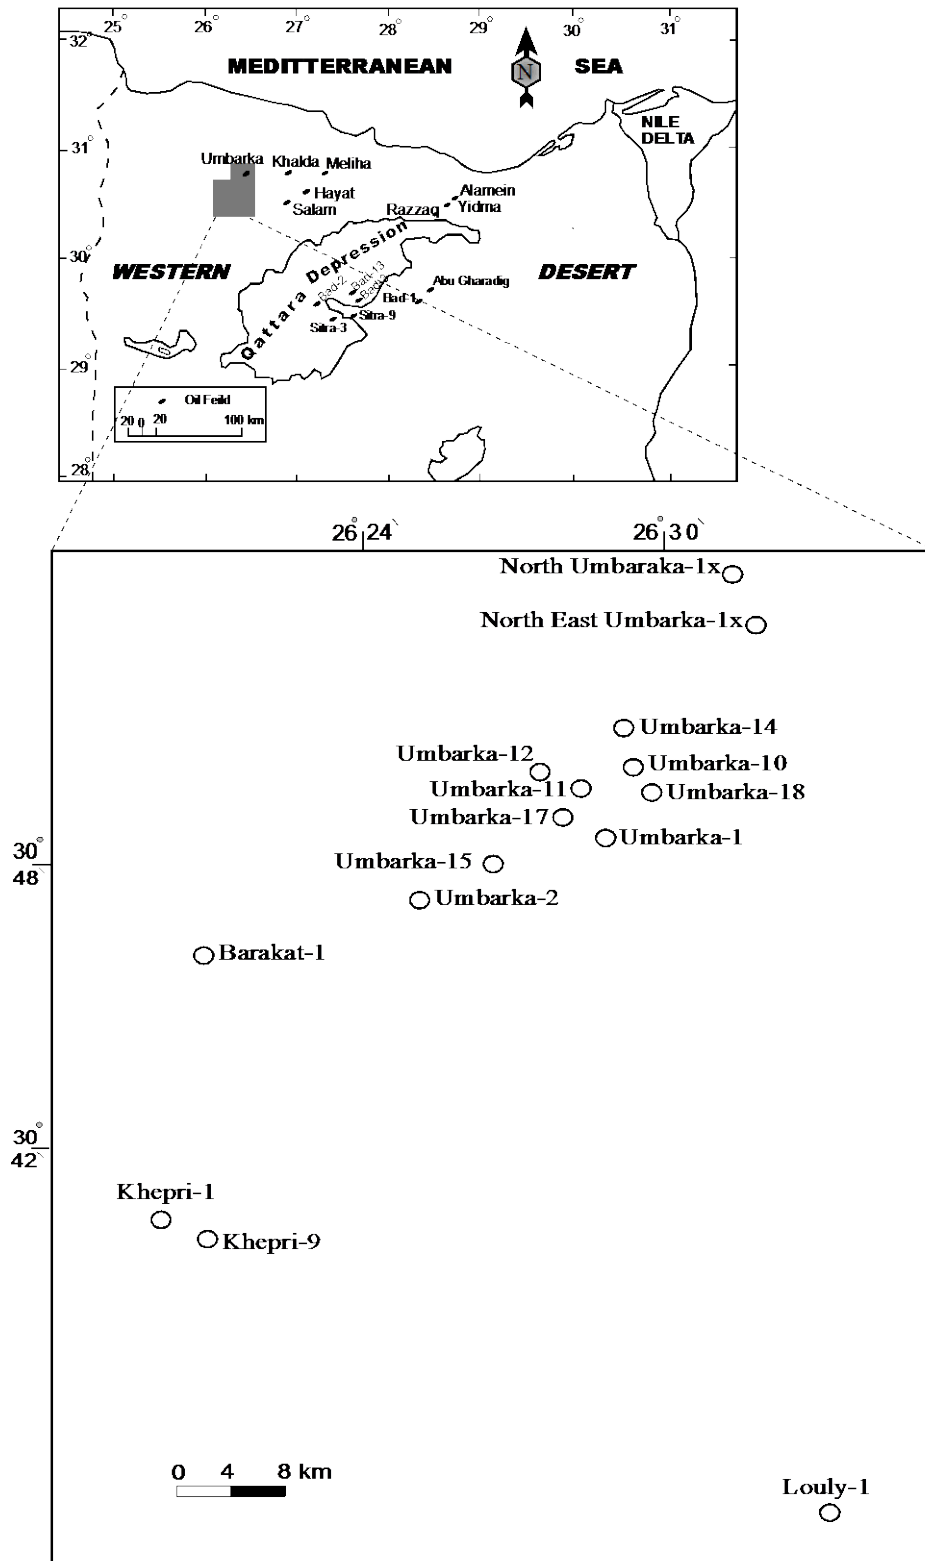 25° 26° 27° 28° 29° 30° 31°
32°
MEDITTERRANEAN SEA
N
NILE
DELTA
31°
Umbarka Khalda Meliha
Hayat
Salam
Alamein
Razzaq Yidma
30°
WESTERN
DESERT
Qattara Depression
Bad-2
Bad-13
Abu Gharadig
Bad-1
Sitra-3
Sitra-9
29°
Oil Feild
20 0 20 100 km
28°
26° 24\ 26° 30\
North Umbaraka-1x
North East Umbarka-1x
Umbarka-14
Umbarka-12
Umbarka-10
Umbarka-11
Umbarka-18
Umbarka-17
Umbarka-1
30°
48\
Umbarka-15
Umbarka-2
Barakat-1
30°
42\
Khepri-1
Khepri-9
0 4 8 km
Louly-1